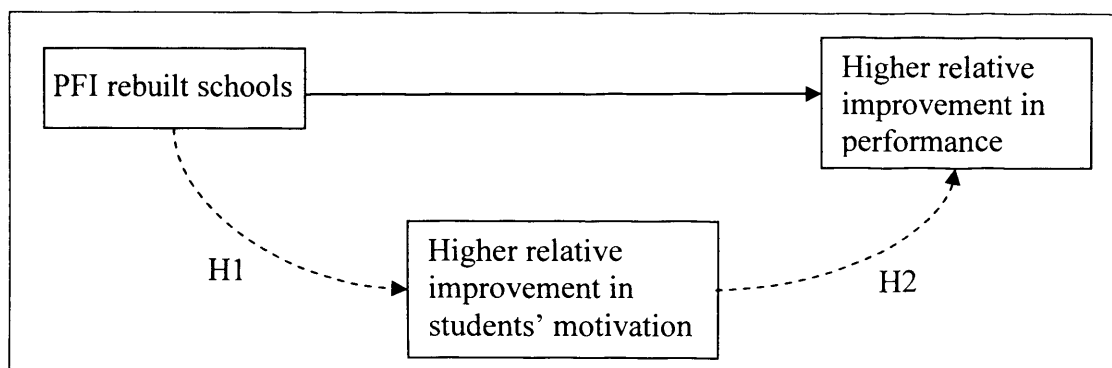 PFI rebuilt schools
Higher relative
improvement in
performance
H1
Higher relative
improvement in
students’ motivation
H2